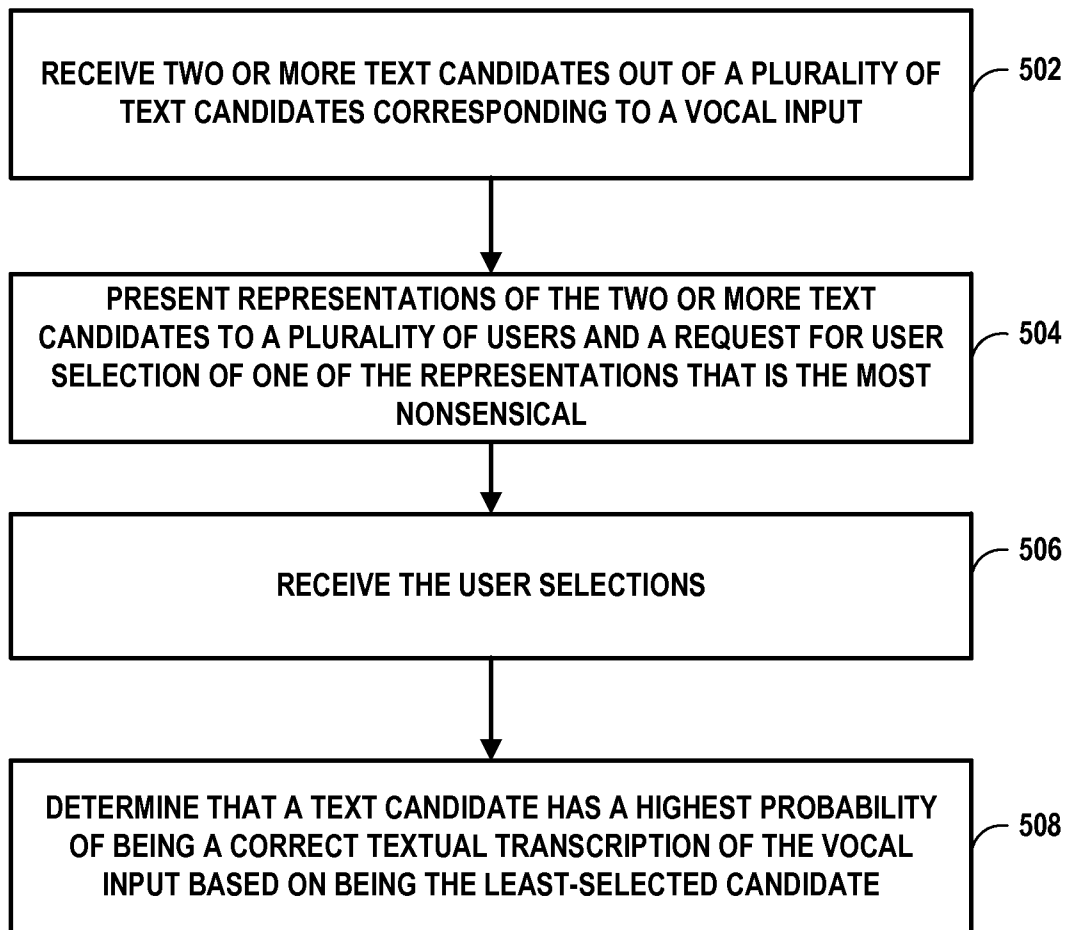 RECEIVE TWO OR MORE TEXT CANDIDATES OUT OF A PLURALITY OF
TEXT CANDIDATES CORRESPONDING TO A VOCAL INPUT
502
PRESENT REPRESENTATIONS OF THE TWO OR MORE TEXT
CANDIDATES TO A PLURALITY OF USERS AND A REQUEST FOR USER
SELECTION OF ONE OF THE REPRESENTATIONS THAT IS THE MOST
NONSENSICAL
504
RECEIVE THE USER SELECTIONS
506
DETERMINE THAT A TEXT CANDIDATE HAS A HIGHEST PROBABILITY
OF BEING A CORRECT TEXTUAL TRANSCRIPTION OF THE VOCAL
INPUT BASED ON BEING THE LEAST-SELECTED CANDIDATE
508